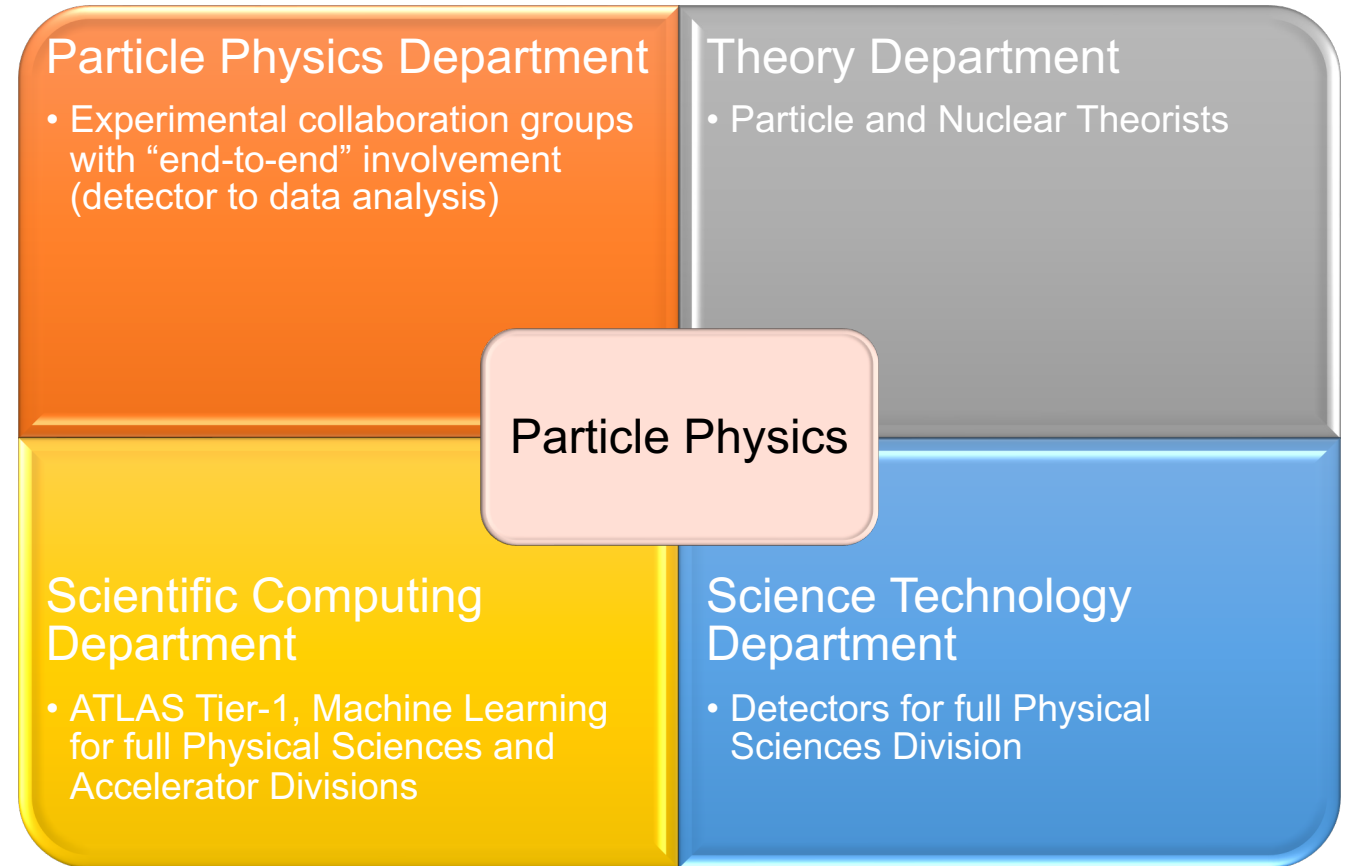 Particle Physics Department
• Experimental collaboration groups
with “end-to-end” involvement
(detector to data analysis)
Theory Department
• Particle and Nuclear Theorists
Particle Physics
Scientific Computing
Department
• ATLAS Tier-1, Machine Learning
for full Physical Sciences and
Accelerator Divisions
Science Technology
Department
• Detectors for full Physical
Sciences Division